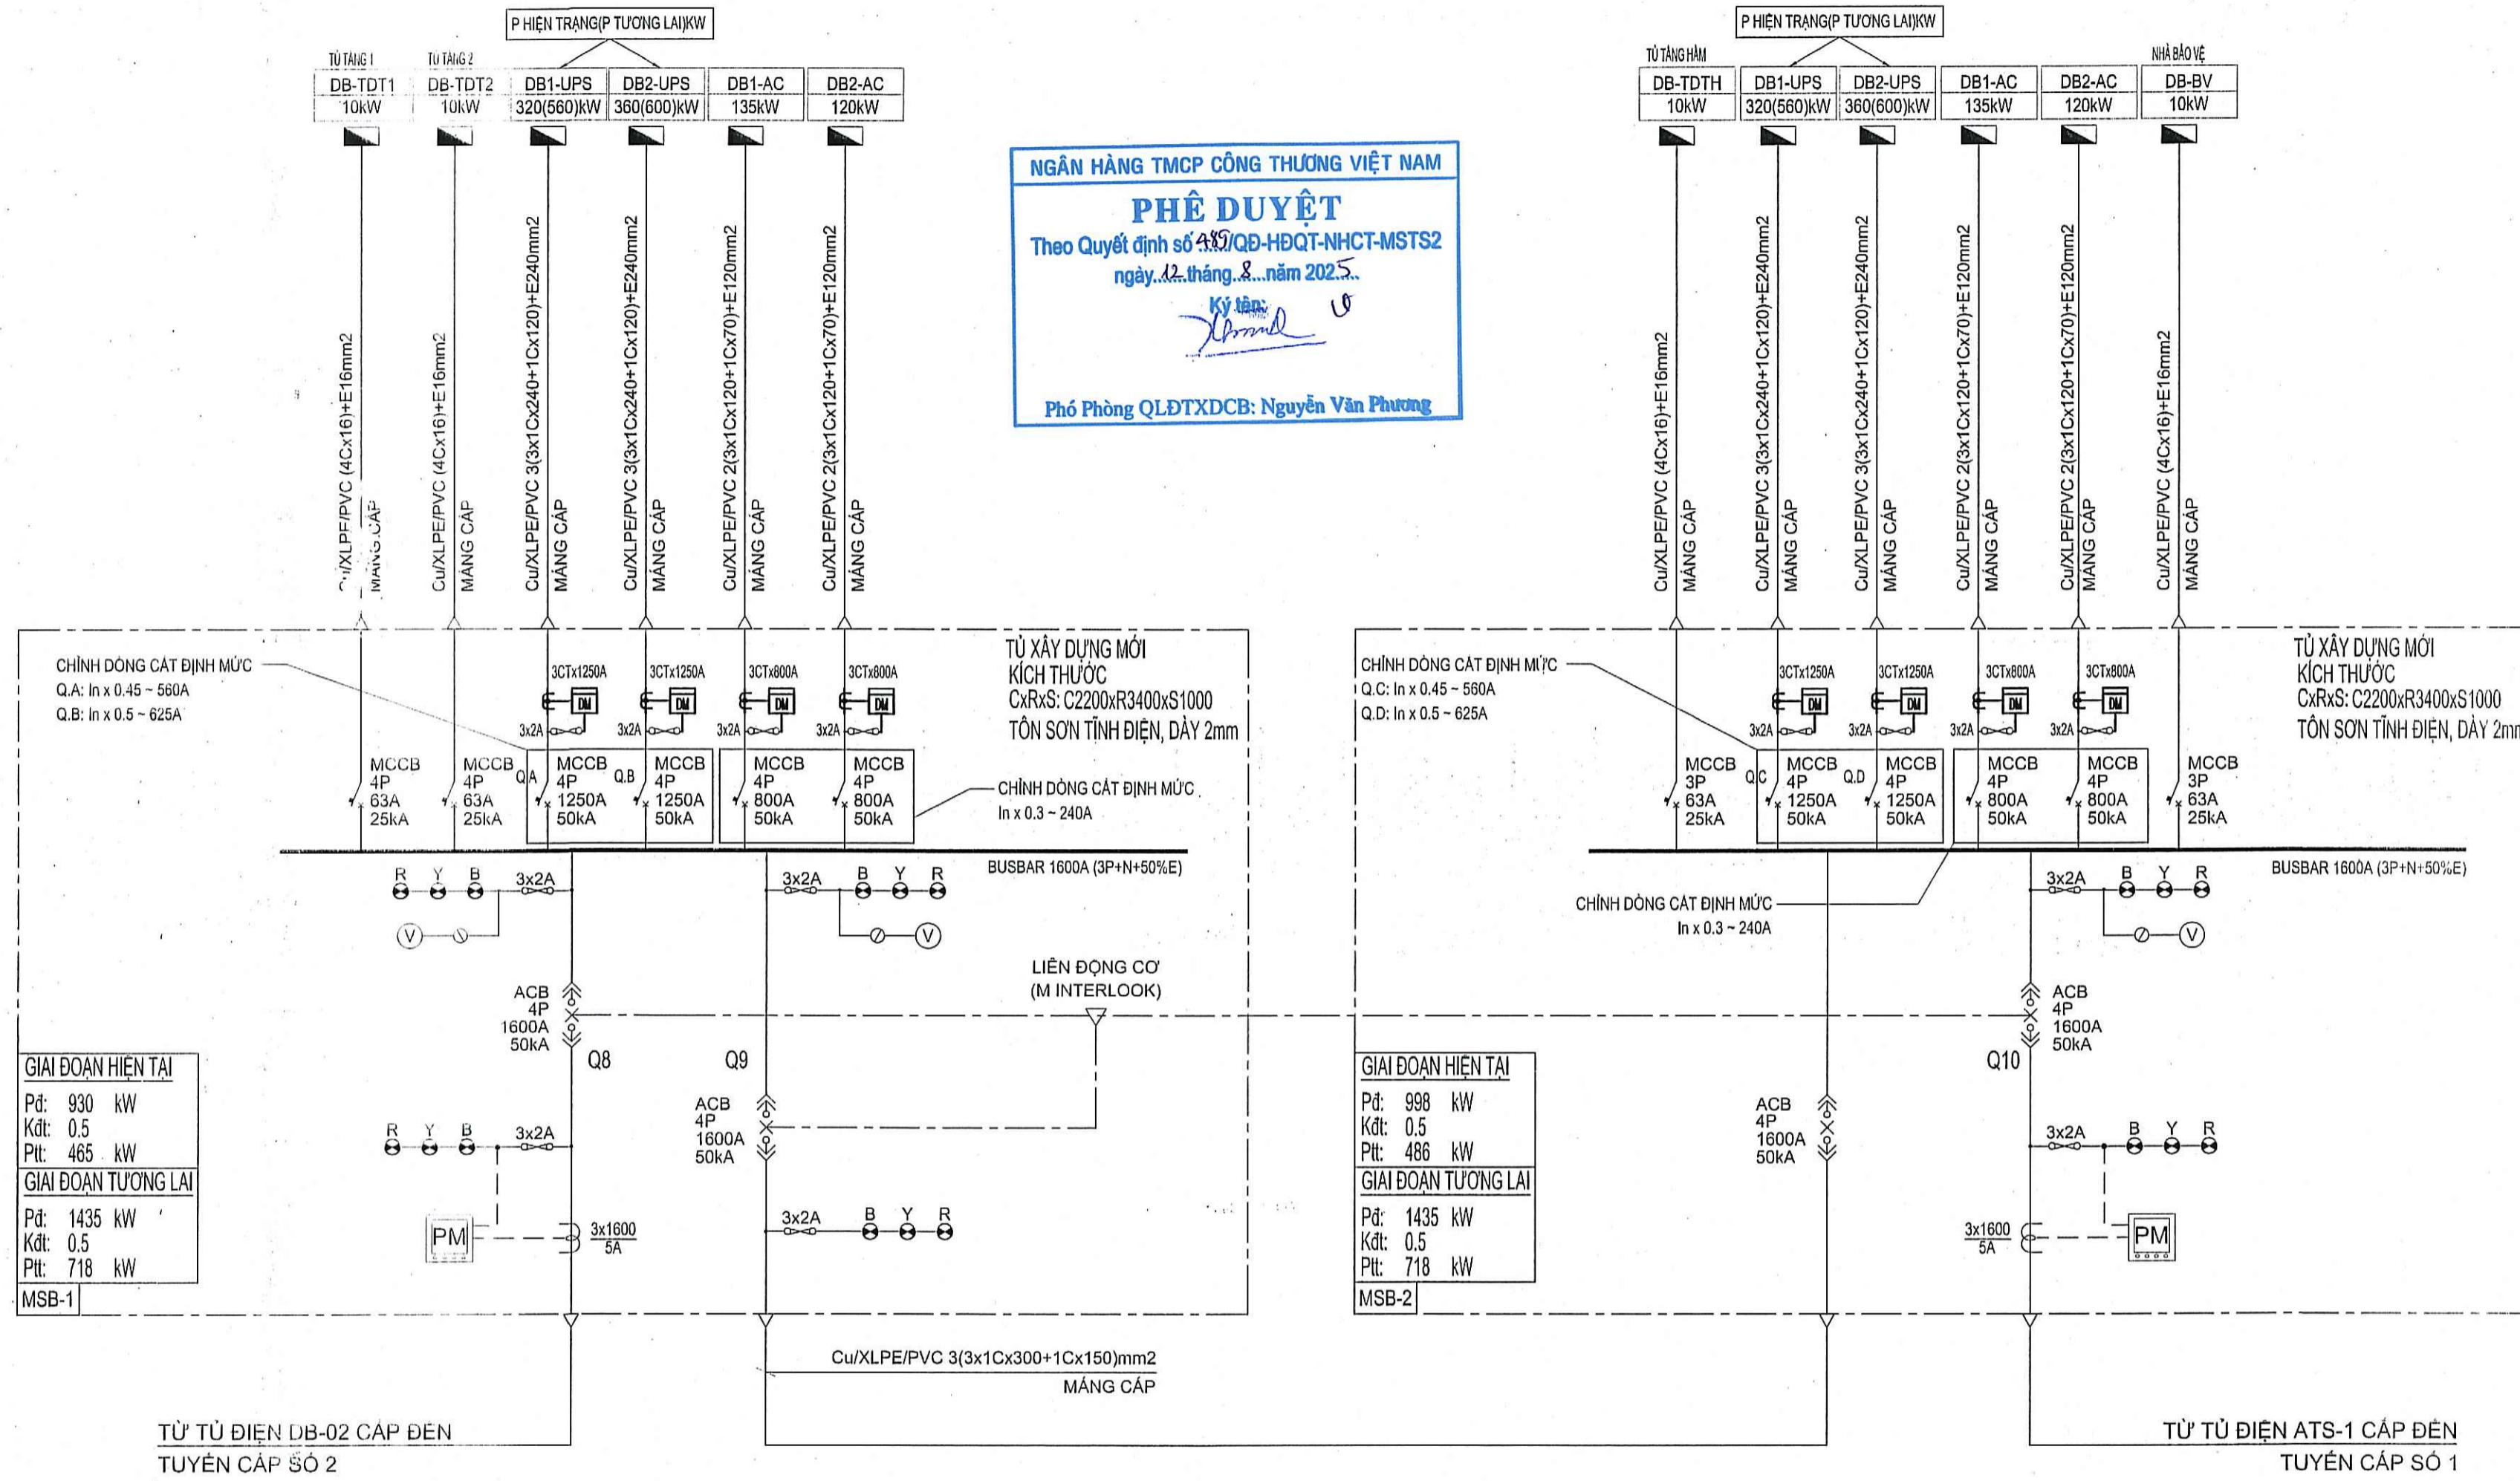 P HIỆN TRẠNG(P TƯƠNG LAI)KW
TỦ TẦNG 1
TỦ TẦNG 2
DB-TDT1
DB-TDT2
DB1-UPS
DB2-UPS
DB1-AC
DB2-AC
10kW
10kW
320(560)kW
360(600)kW
135kW
120kW
Cu/XLPE/PVC (4Cx16)+E16mm2
MÁNG CÁP
Cu/XLPE/PVC (4Cx16)+E16mm2
MÁNG CÁP
Cu/XLPE/PVC 3(3x1Cx240+1Cx120)+E240mm2
MÁNG CÁP
Cu/XLPE/PVC 3(3x1Cx240+1Cx120)+E240mm2
MÁNG CÁP
Cu/XLPE/PVC 2(3x1Cx120+1Cx70)+E120mm2
MÁNG CÁP
Cu/XLPE/PVC 2(3x1Cx120+1Cx70)+E120mm2
MÁNG CÁP
NGÂN HÀNG TMCP CÔNG THƯƠNG VIỆT NAM
PHÊ DUYỆT
Theo Quyết định số 489/QĐ-HĐQT-NHCT-MSTS2
ngày 12 tháng 8 năm 2025
Ký tên:
Phó Phòng QLĐTXDCB: Nguyễn Văn Phương
P HIỆN TRẠNG(P TƯƠNG LAI)KW
TỦ TẦNG HẦM
NHÀ BẢO VỆ
DB-TDTH
DB1-UPS
DB2-UPS
DB1-AC
DB2-AC
DB-BV
10kW
320(560)kW
360(600)kW
135kW
120kW
10kW
Cu/XLPE/PVC (4Cx16)+E16mm2
MÁNG CÁP
Cu/XLPE/PVC 3(3x1Cx240+1Cx120)+E240mm2
MÁNG CÁP
Cu/XLPE/PVC 3(3x1Cx240+1Cx120)+E240mm2
MÁNG CÁP
Cu/XLPE/PVC 2(3x1Cx120+1Cx70)+E120mm2
MÁNG CÁP
Cu/XLPE/PVC 2(3x1Cx120+1Cx70)+E120mm2
MÁNG CÁP
Cu/XLPE/PVC (4Cx16)+E16mm2
MÁNG CÁP
CHỈNH DÒNG CẮT ĐỊNH MỨC
Q.A: In x 0.45 ~ 560A
Q.B: In x 0.5 ~ 625A
3CTx1250A
3CTx1250A
3CTx800A
3CTx800A
DM
DM
DM
DM
3x2A
3x2A
3x2A
3x2A
TỦ XÂY DỰNG MỚI
KÍCH THƯỚC
CxRxS: C2200xR3400xS1000
TÔN SƠN TĨNH ĐIỆN, DÀY 2mm
MCCB
4P
63A
25kA
MCCB
4P
63A
25kA
Q.A
MCCB
4P
1250A
50kA
Q.B
MCCB
4P
1250A
50kA
MCCB
4P
800A
50kA
MCCB
4P
800A
50kA
CHỈNH DÒNG CẮT ĐỊNH MỨC
In x 0.3 ~ 240A
BUSBAR 1600A (3P+N+50%E)
R Y B 3x2A
V
3x2A B Y R
V
LIÊN ĐỘNG CƠ
(M INTERLOOK)
ACB
4P
1600A
50kA
Q8
Q9
ACB
4P
1600A
50kA
R Y B 3x2A
PM
3x1600
5A
3x2A B Y R
GIAI ĐOẠN HIỆN TẠI
Pđ: 930 kW
Kđt: 0.5
Ptt: 465 kW
GIAI ĐOẠN TƯƠNG LAI
Pđ: 1435 kW
Kđt: 0.5
Ptt: 718 kW
MSB-1
CHỈNH DÒNG CẮT ĐỊNH MỨC
Q.C: In x 0.45 ~ 560A
Q.D: In x 0.5 ~ 625A
3CTx1250A
3CTx1250A
3CTx800A
3CTx800A
DM
DM
DM
DM
3x2A
3x2A
3x2A
3x2A
TỦ XÂY DỰNG MỚI
KÍCH THƯỚC
CxRxS: C2200xR3400xS1000
TÔN SƠN TĨNH ĐIỆN, DÀY 2mm
MCCB
3P
63A
25kA
Q.C
MCCB
4P
1250A
50kA
Q.D
MCCB
4P
1250A
50kA
MCCB
4P
800A
50kA
MCCB
4P
800A
50kA
MCCB
3P
63A
25kA
BUSBAR 1600A (3P+N+50%E)
CHỈNH DÒNG CẮT ĐỊNH MỨC
In x 0.3 ~ 240A
3x2A B Y R
V
ACB
4P
1600A
50kA
Q10
ACB
4P
1600A
50kA
3x2A B Y R
3x1600
5A
PM
GIAI ĐOẠN HIỆN TẠI
Pđ: 998 kW
Kđt: 0.5
Ptt: 486 kW
GIAI ĐOẠN TƯƠNG LAI
Pđ: 1435 kW
Kđt: 0.5
Ptt: 718 kW
MSB-2
Cu/XLPE/PVC 3(3x1Cx300+1Cx150)mm2
MÁNG CÁP
TỪ TỦ ĐIỆN DB-02 CẤP ĐẾN
TUYẾN CÁP SỐ 2
TỪ TỦ ĐIỆN ATS-1 CẤP ĐẾN
TUYẾN CÁP SỐ 1